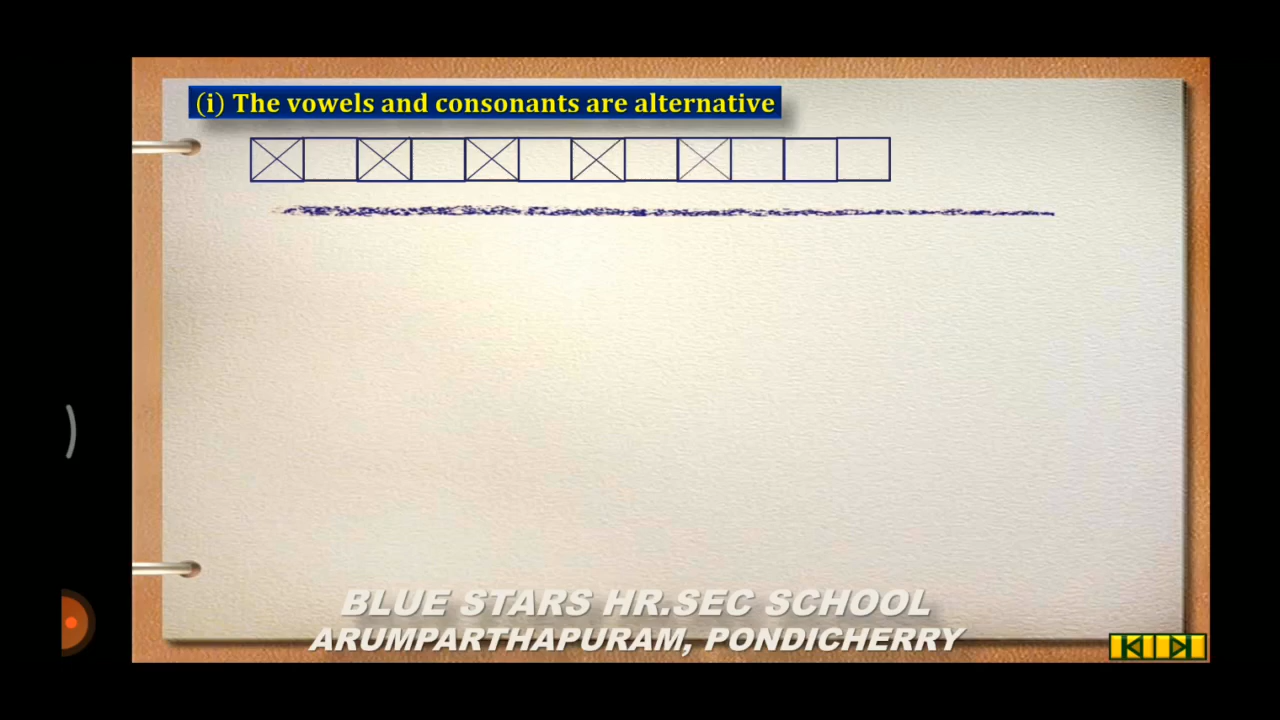 (i) The vowels and consonants are alternative
BLUE STARS HR.SEC SCHOOL
ARUMPARTHAPURAM, PONDICHERRY